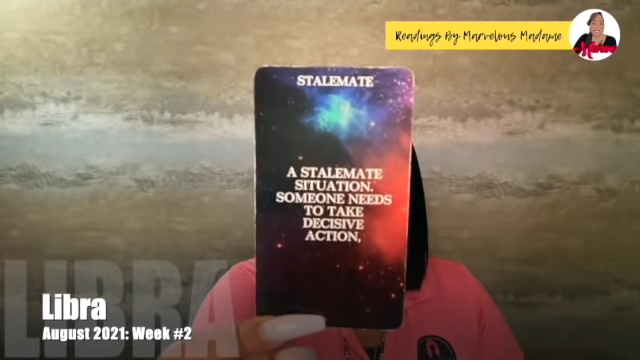 Readings By Marvelous Madame
STALEMATE
A STALEMATE
SITUATION.
SOMEONE NEEDS
TO TAKE
DECISIVE
ACTION,
LIBRA
Libra
August 2021: Week #2